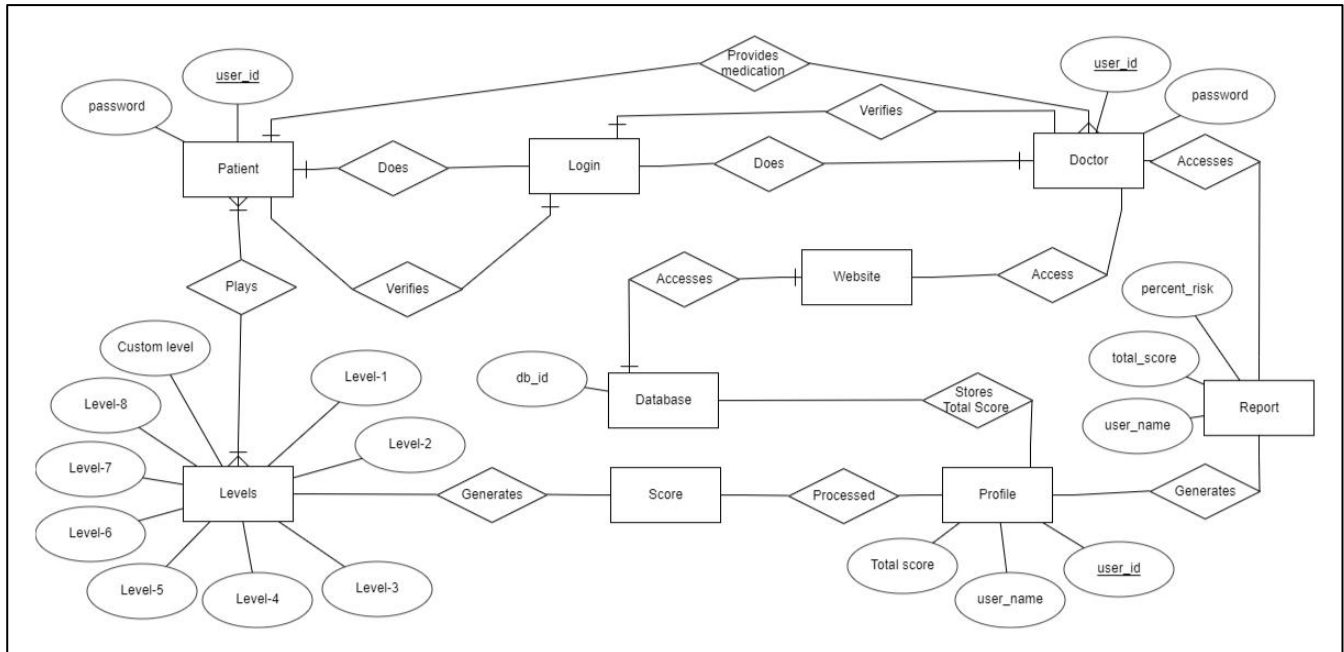 Provides
medication
user_id
user_id
password
password
Verifies
Patient
Does
Login
Does
Doctor
Accesses
Plays
Verifies
Accesses
Website
Access
percent_risk
Custom level
Level-1
total_score
db_id
Database
Stores
Total Score
Report
Level-8
user_name
Level-2
Level-7
Levels
Generates
Score
Processed
Profile
Generates
Level-6
Total score
user_id
Level-5
Level-4
Level-3
user_name